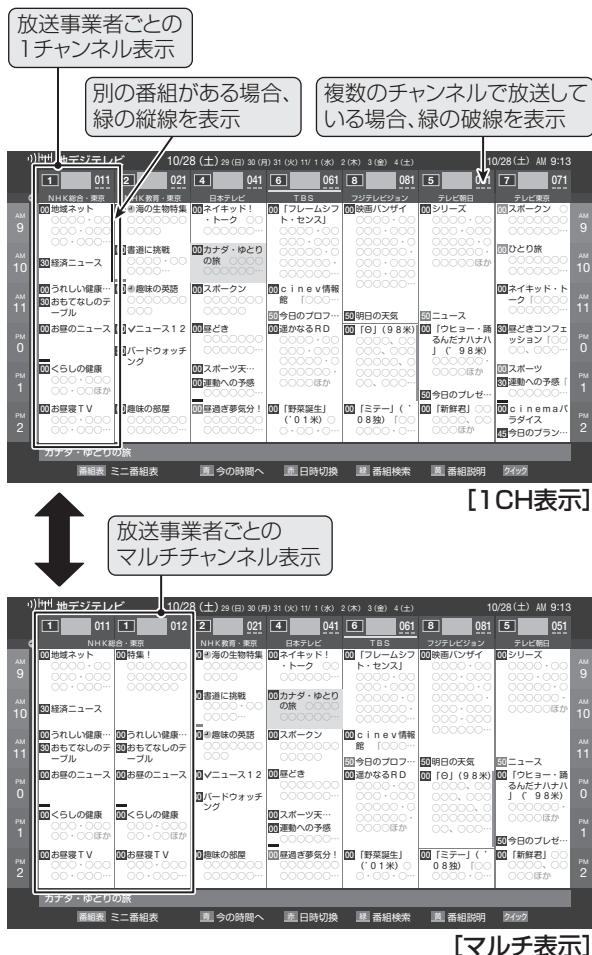 放送事業者ごとの
1チャンネル表示
別の番組がある場合、
緑の縦線を表示
複数のチャンネルで放送して
いる場合、緑の破線を表示
地デジテレビ 10/28 (土) 29 (日) 30 (月) 31 (火) 11/ 1 (水) 2 (木) 3 (金) 4 (土) 10/28 (土) AM 9:13
1 011 2 021 4 041 6 061 8 081 5 7 071
NHK総合・東京 HK教育・東京 日本テレビ TBS フジテレビジョン テレビ朝日 テレビ東京
AM 9
AM 10
AM 11
PM 0
PM 1
PM 2
00 地域ネット
30 経済ニュース
00 うれしい健康…
30 おもてなしのテ
ーブル
00 お昼のニュース
00 くらしの健康
ほか
00 お昼寝TV
海の生物特集
書道に挑戦
趣味の英語
✓ニュース12
バードウォッチ
ング
趣味の部屋
00 ネイキッド!
・トーク
00 カナダ・ゆとり
の旅
00 スポークン
00 昼どき
00 スポーツ天…
00 運動への予感
00 昼過ぎ夢気分!
00 「フレームシフ
ト・センス」
00 cinev情報
館 「
50 今日のプロフ…
00 遥かなるRD
ほか
00 「野菜誕生」
('01米)
00 映画バンザイ
50 明日の天気
00 「Θ」(98米)
00 「ミテー」('
08独) 「
00 シリーズ
ほか
50 ニュース
00 「ウヒョー・踊
るんだナハナハ
」(' 98米)
50 今日のプレゼ…
00 「新鮮君」
ほか
00 スポークン
00 ひとり旅
00 ネイキッド・ト
ーク 「
30 昼どきコンフェ
ッション 「
00 スポーツ
30 運動への予感 「
00 cinemaパ
ラダイス
45 今日のプラン…
カナダ・ゆとりの旅
番組表 ミニ番組表 青 今の時間へ 赤 日時切換 緑 番組検索 黄 番組説明 クイック
[1CH表示]
放送事業者ごとの
マルチチャンネル表示
地デジテレビ 10/28 (土) 29 (日) 30 (月) 31 (火) 11/ 1 (水) 2 (木) 3 (金) 4 (土) 10/28 (土) AM 9:13
1 011 1 012 2 021 4 041 6 061 8 081 5 051
NHK総合・東京 NHK教育・東京 日本テレビ TBS フジテレビジョン テレビ朝日
AM 9
AM 10
AM 11
PM 0
PM 1
PM 2
00 地域ネット
30 経済ニュース
00 うれしい健康…
30 おもてなしのテ
ーブル
00 お昼のニュース
00 くらしの健康
ほか
00 お昼寝TV
00 特集!
00 うれしい健康…
30 おもてなしのテ
ーブル
00 お昼のニュース
00 くらしの健康
ほか
00 お昼寝TV
海の生物特集
書道に挑戦
趣味の英語
✓ニュース12
バードウォッチ
ング
趣味の部屋
00 ネイキッド!
・トーク
00 カナダ・ゆとり
の旅
00 スポークン
00 昼どき
00 スポーツ天…
00 運動への予感
00 昼過ぎ夢気分!
00 「フレームシフ
ト・センス」
00 cinev情報
館 「
50 今日のプロフ…
00 遥かなるRD
ほか
00 「野菜誕生」
('01米)
00 映画バンザイ
50 明日の天気
00 「Θ」(98米)
00 「ミテー」('
08独) 「
00 シリーズ
ほか
50 ニュース
00 「ウヒョー・踊
るんだナハナハ
」(' 98米)
50 今日のプレゼ…
00 「新鮮君」
ほか
カナダ・ゆとりの旅
番組表 ミニ番組表 青 今の時間へ 赤 日時切換 緑 番組検索 黄 番組説明 クイック
[マルチ表示]